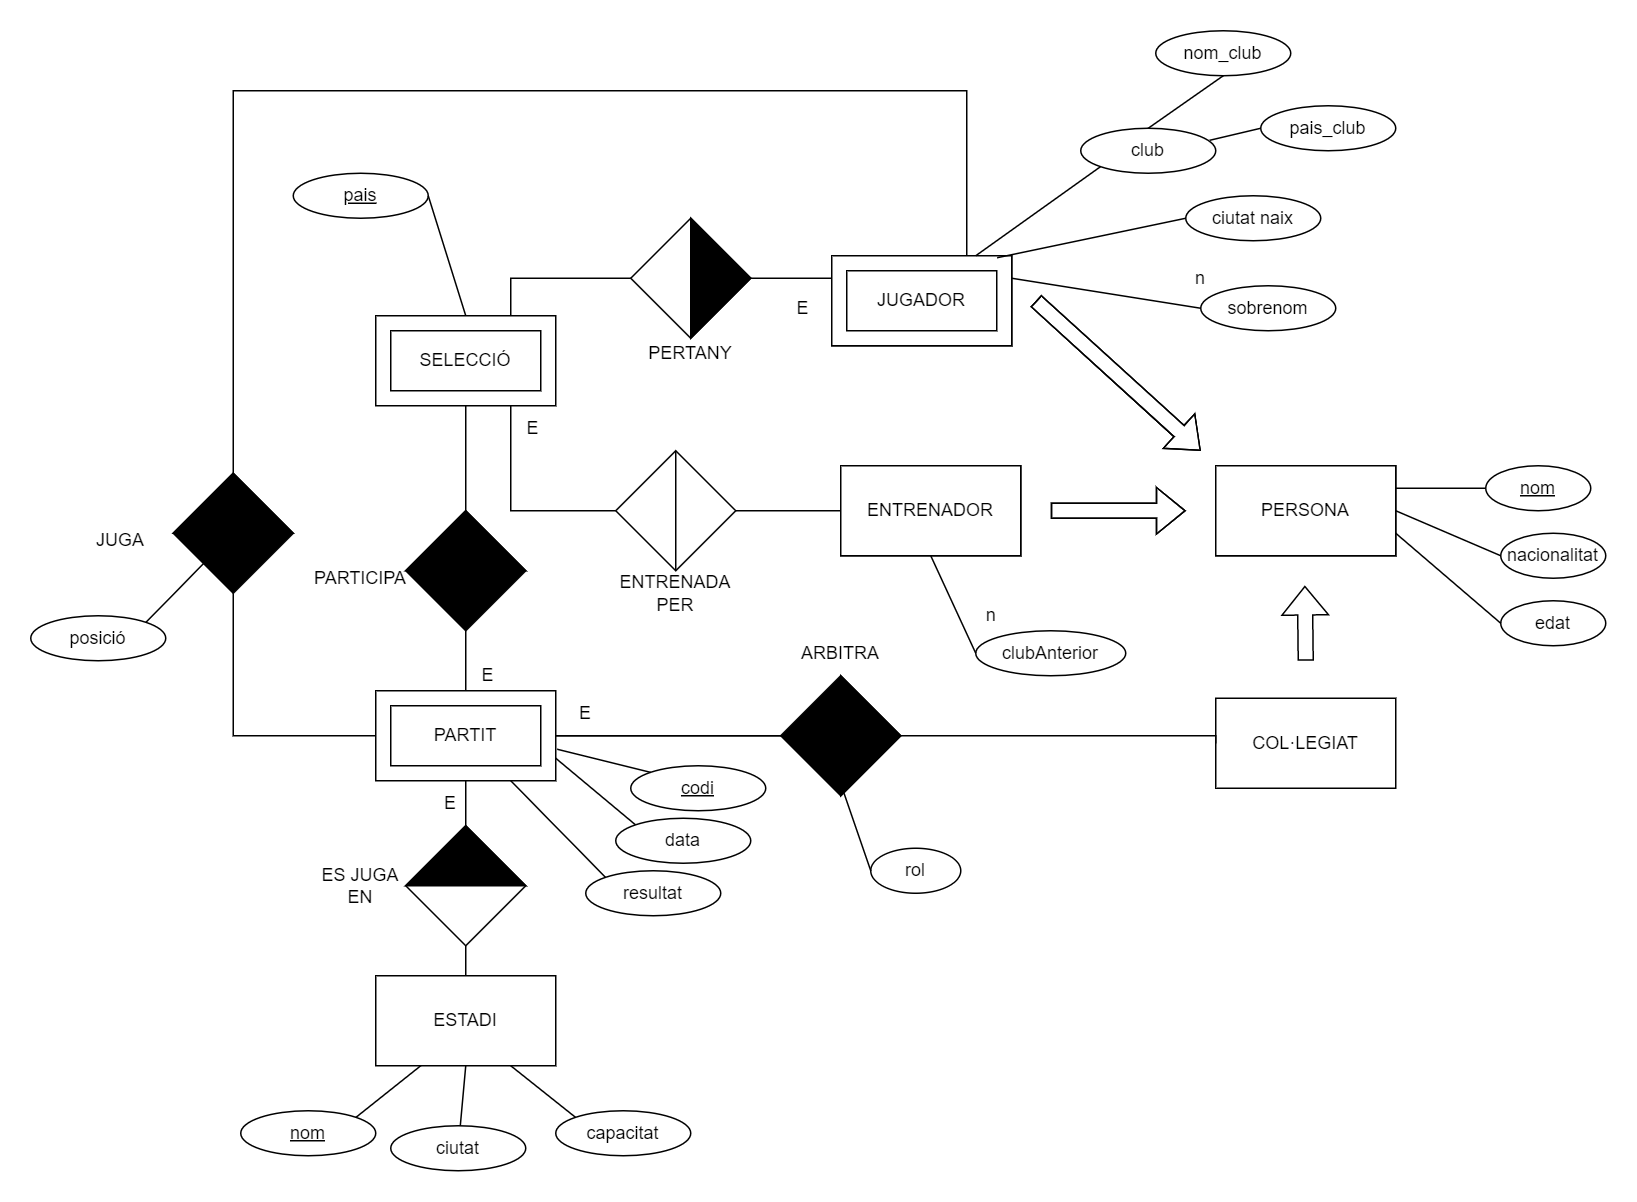 nom_club
pais_club
club
pais
ciutat naix
n
sobrenom
E
JUGADOR
PERTANY
SELECCIÓ
E
ENTRENADOR
PERSONA
nom
nacionalitat
edat
JUGA
PARTICIPA
ENTRENADA
PER
n
clubAnterior
posició
ARBITRA
E
E
PARTIT
COL·LEGIAT
codi
E
data
rol
resultat
ES JUGA
EN
ESTADI
nom
ciutat
capacitat